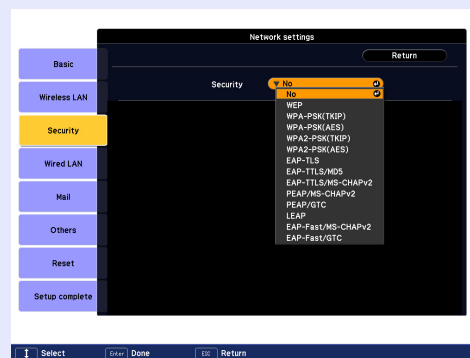 Network settings
Return
Basic
Wireless LAN
Security
Wired LAN
Mail
Others
Reset
Setup complete
Security
No
No
WEP
WPA-PSK(TKIP)
WPA-PSK(AES)
WPA2-PSK(TKIP)
WPA2-PSK(AES)
EAP-TLS
EAP-TTLS/MD5
EAP-TTLS/MS-CHAPv2
PEAP/MS-CHAPv2
PEAP/GTC
LEAP
EAP-Fast/MS-CHAPv2
EAP-Fast/GTC
Select Enter Done ESC Return